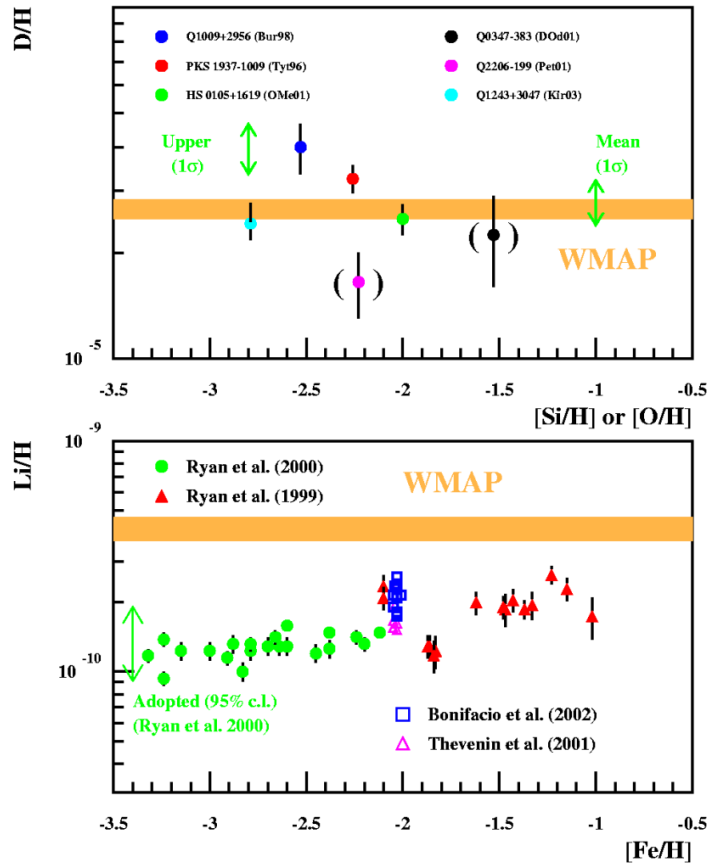 D/H
Q1009+2956 (Bur98)
PKS 1937-1009 (Tyt96)
HS 0105+1619 (OMe01)
Q0347-383 (DOd01)
Q2206-199 (Pet01)
Q1243+3047 (Kir03)
Upper
(1σ)
Mean
(1σ)
WMAP
( )
( )
10 -5
-3.5 -3 -2.5 -2 -1.5 -1 -0.5
[Si/H] or [O/H]
Li/H
10 -9
Ryan et al. (2000)
Ryan et al. (1999)
WMAP
10 -10
Adopted (95% c.l.)
(Ryan et al. 2000)
Bonifacio et al. (2002)
Thevenin et al. (2001)
-3.5 -3 -2.5 -2 -1.5 -1 -0.5
[Fe/H]